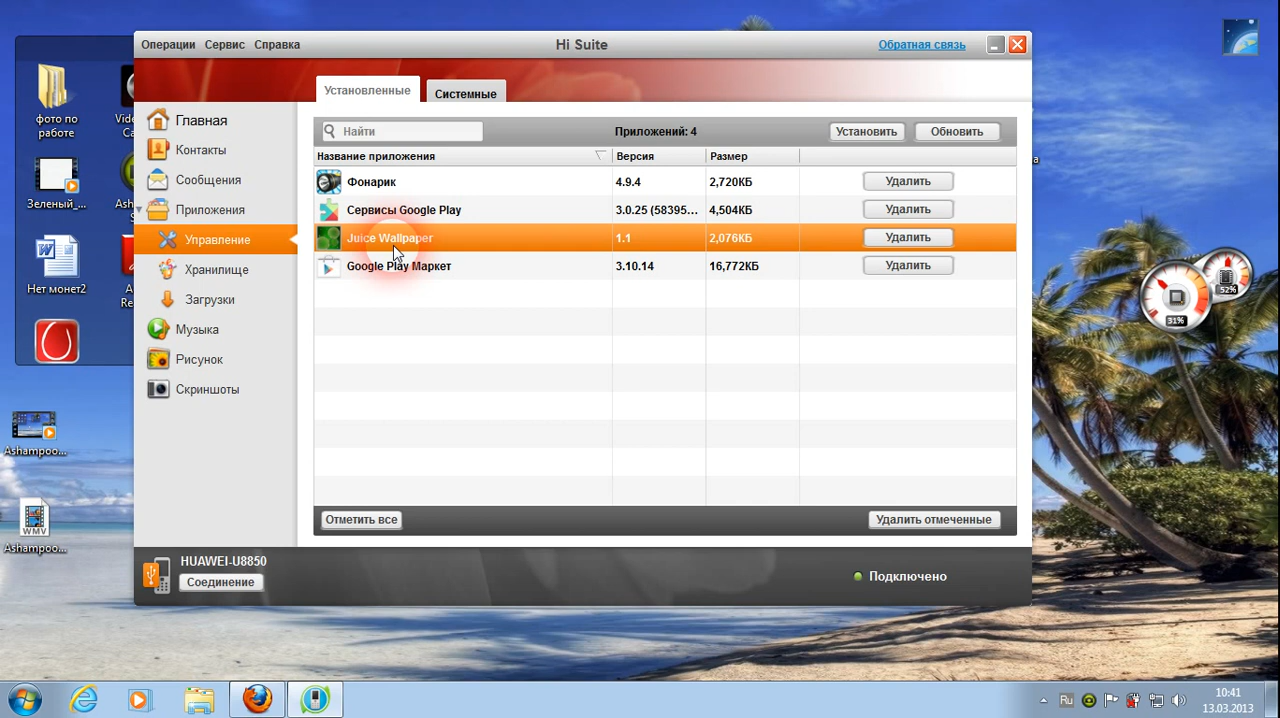 Операции Сервис Справка
Hi Suite
Обратная связь
Установленные
Системные
Главная
Контакты
Сообщения
Приложения
Управление
Хранилище
Загрузки
Музыка
Рисунок
Скриншоты
Найти
Приложений: 4
Установить
Обновить
Название приложения Версия Размер
Фонарик 4.9.4 2,720КБ Удалить
Сервисы Google Play 3.0.25 (58395... 4,504КБ Удалить
Juice Wallpaper 1.1 2,076КБ Удалить
Google Play Маркет 3.10.14 16,772КБ Удалить
Отметить все
Удалить отмеченные
HUAWEI-U8850
Соединение
Подключено
фото по
работе
Зеленый_...
Нет монет2
Ashampoo...
WMV
Ashampoo...
52%
31%
Ru
10:41
13.03.2013